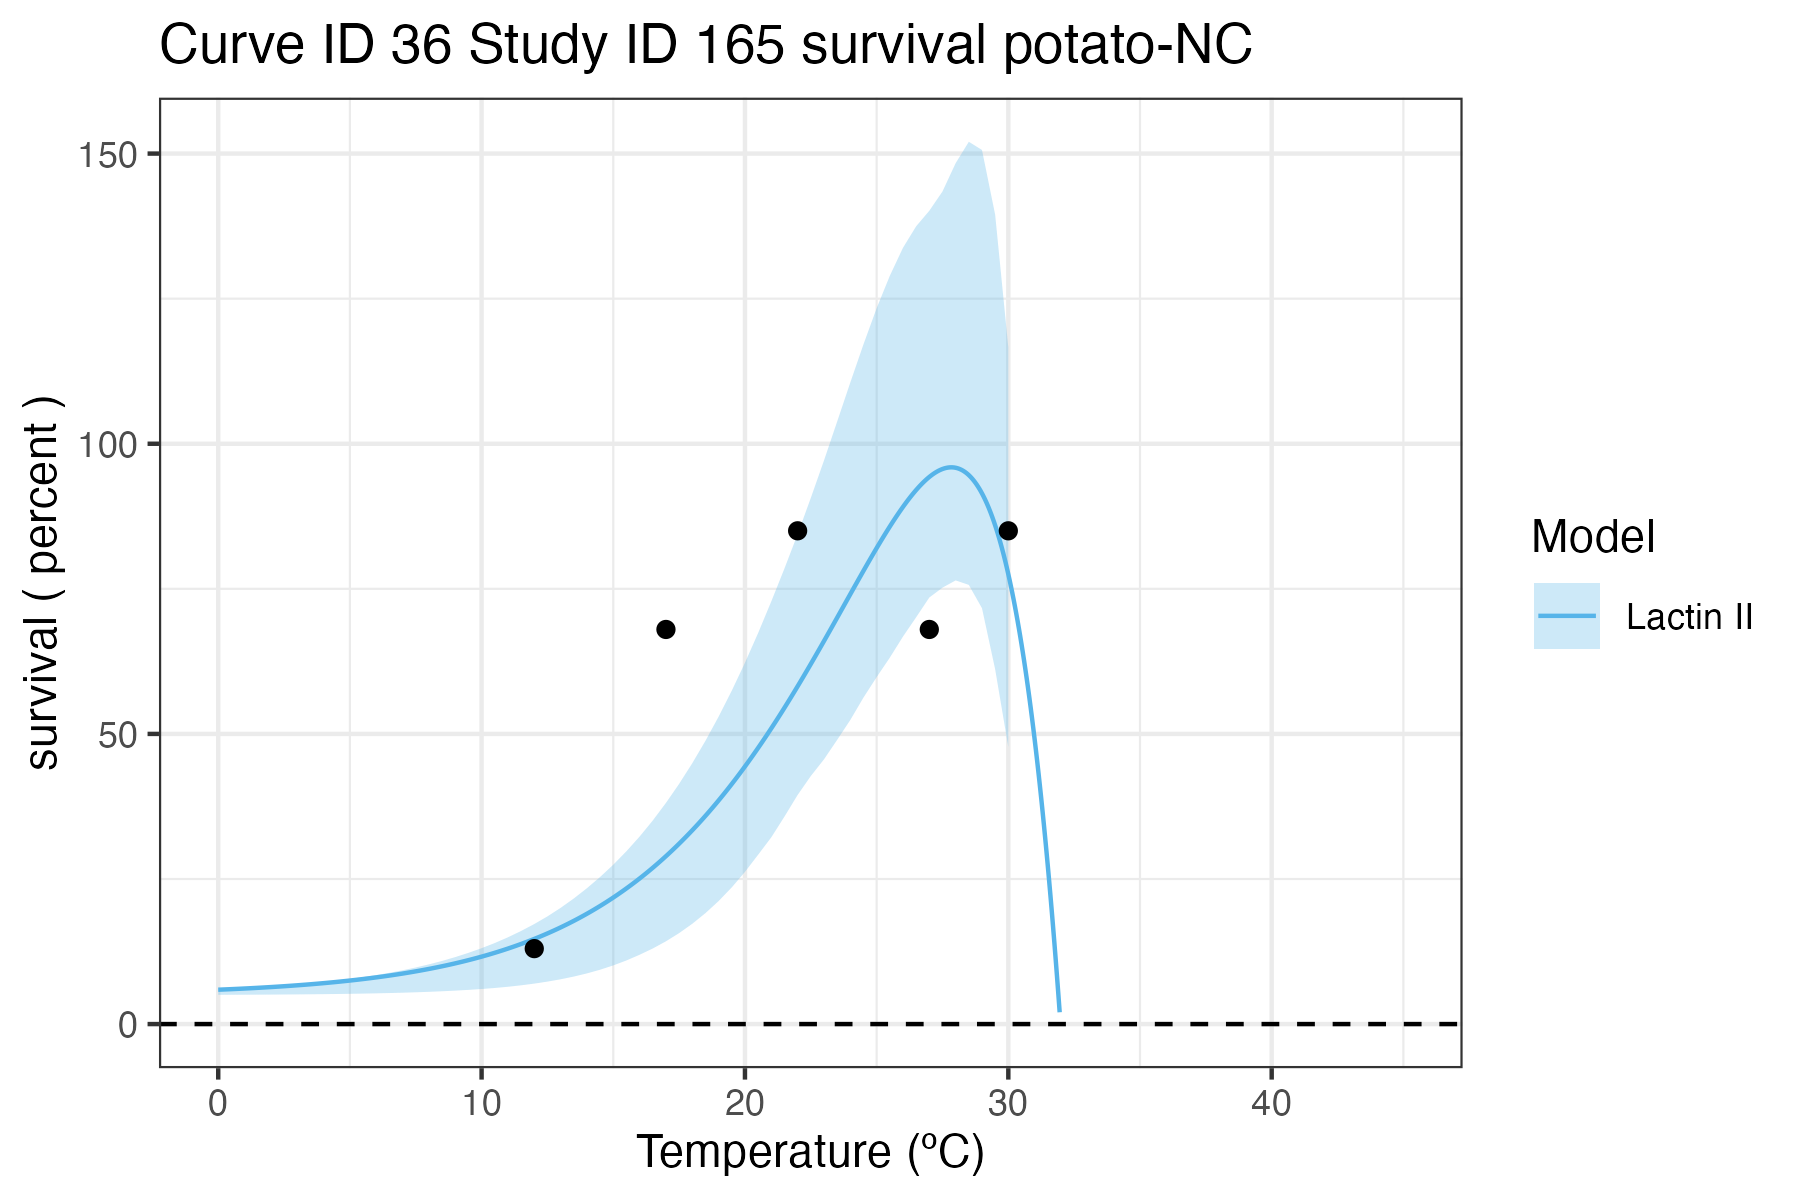 Curve ID 36 Study ID 165 survival potato-NC
survival ( percent )
150
100
50
0
0 10 20 30 40
Temperature (ºC)
Model
Lactin II